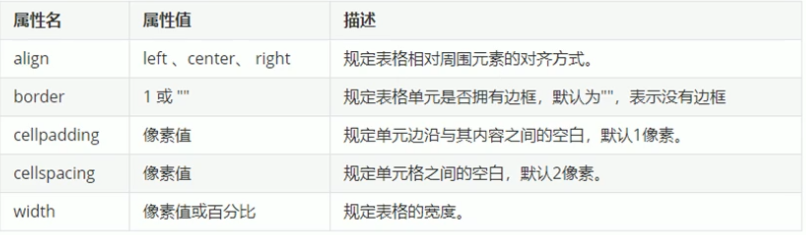 属性名 属性值 描述
align left 、center、 right 规定表格相对周围元素的对齐方式。
border 1 或 "" 规定表格单元是否拥有边框，默认为""，表示没有边框
cellpadding 像素值 规定单元边沿与其内容之间的空白，默认1像素。
cellspacing 像素值 规定单元格之间的空白，默认2像素。
width 像素值或百分比 规定表格的宽度。